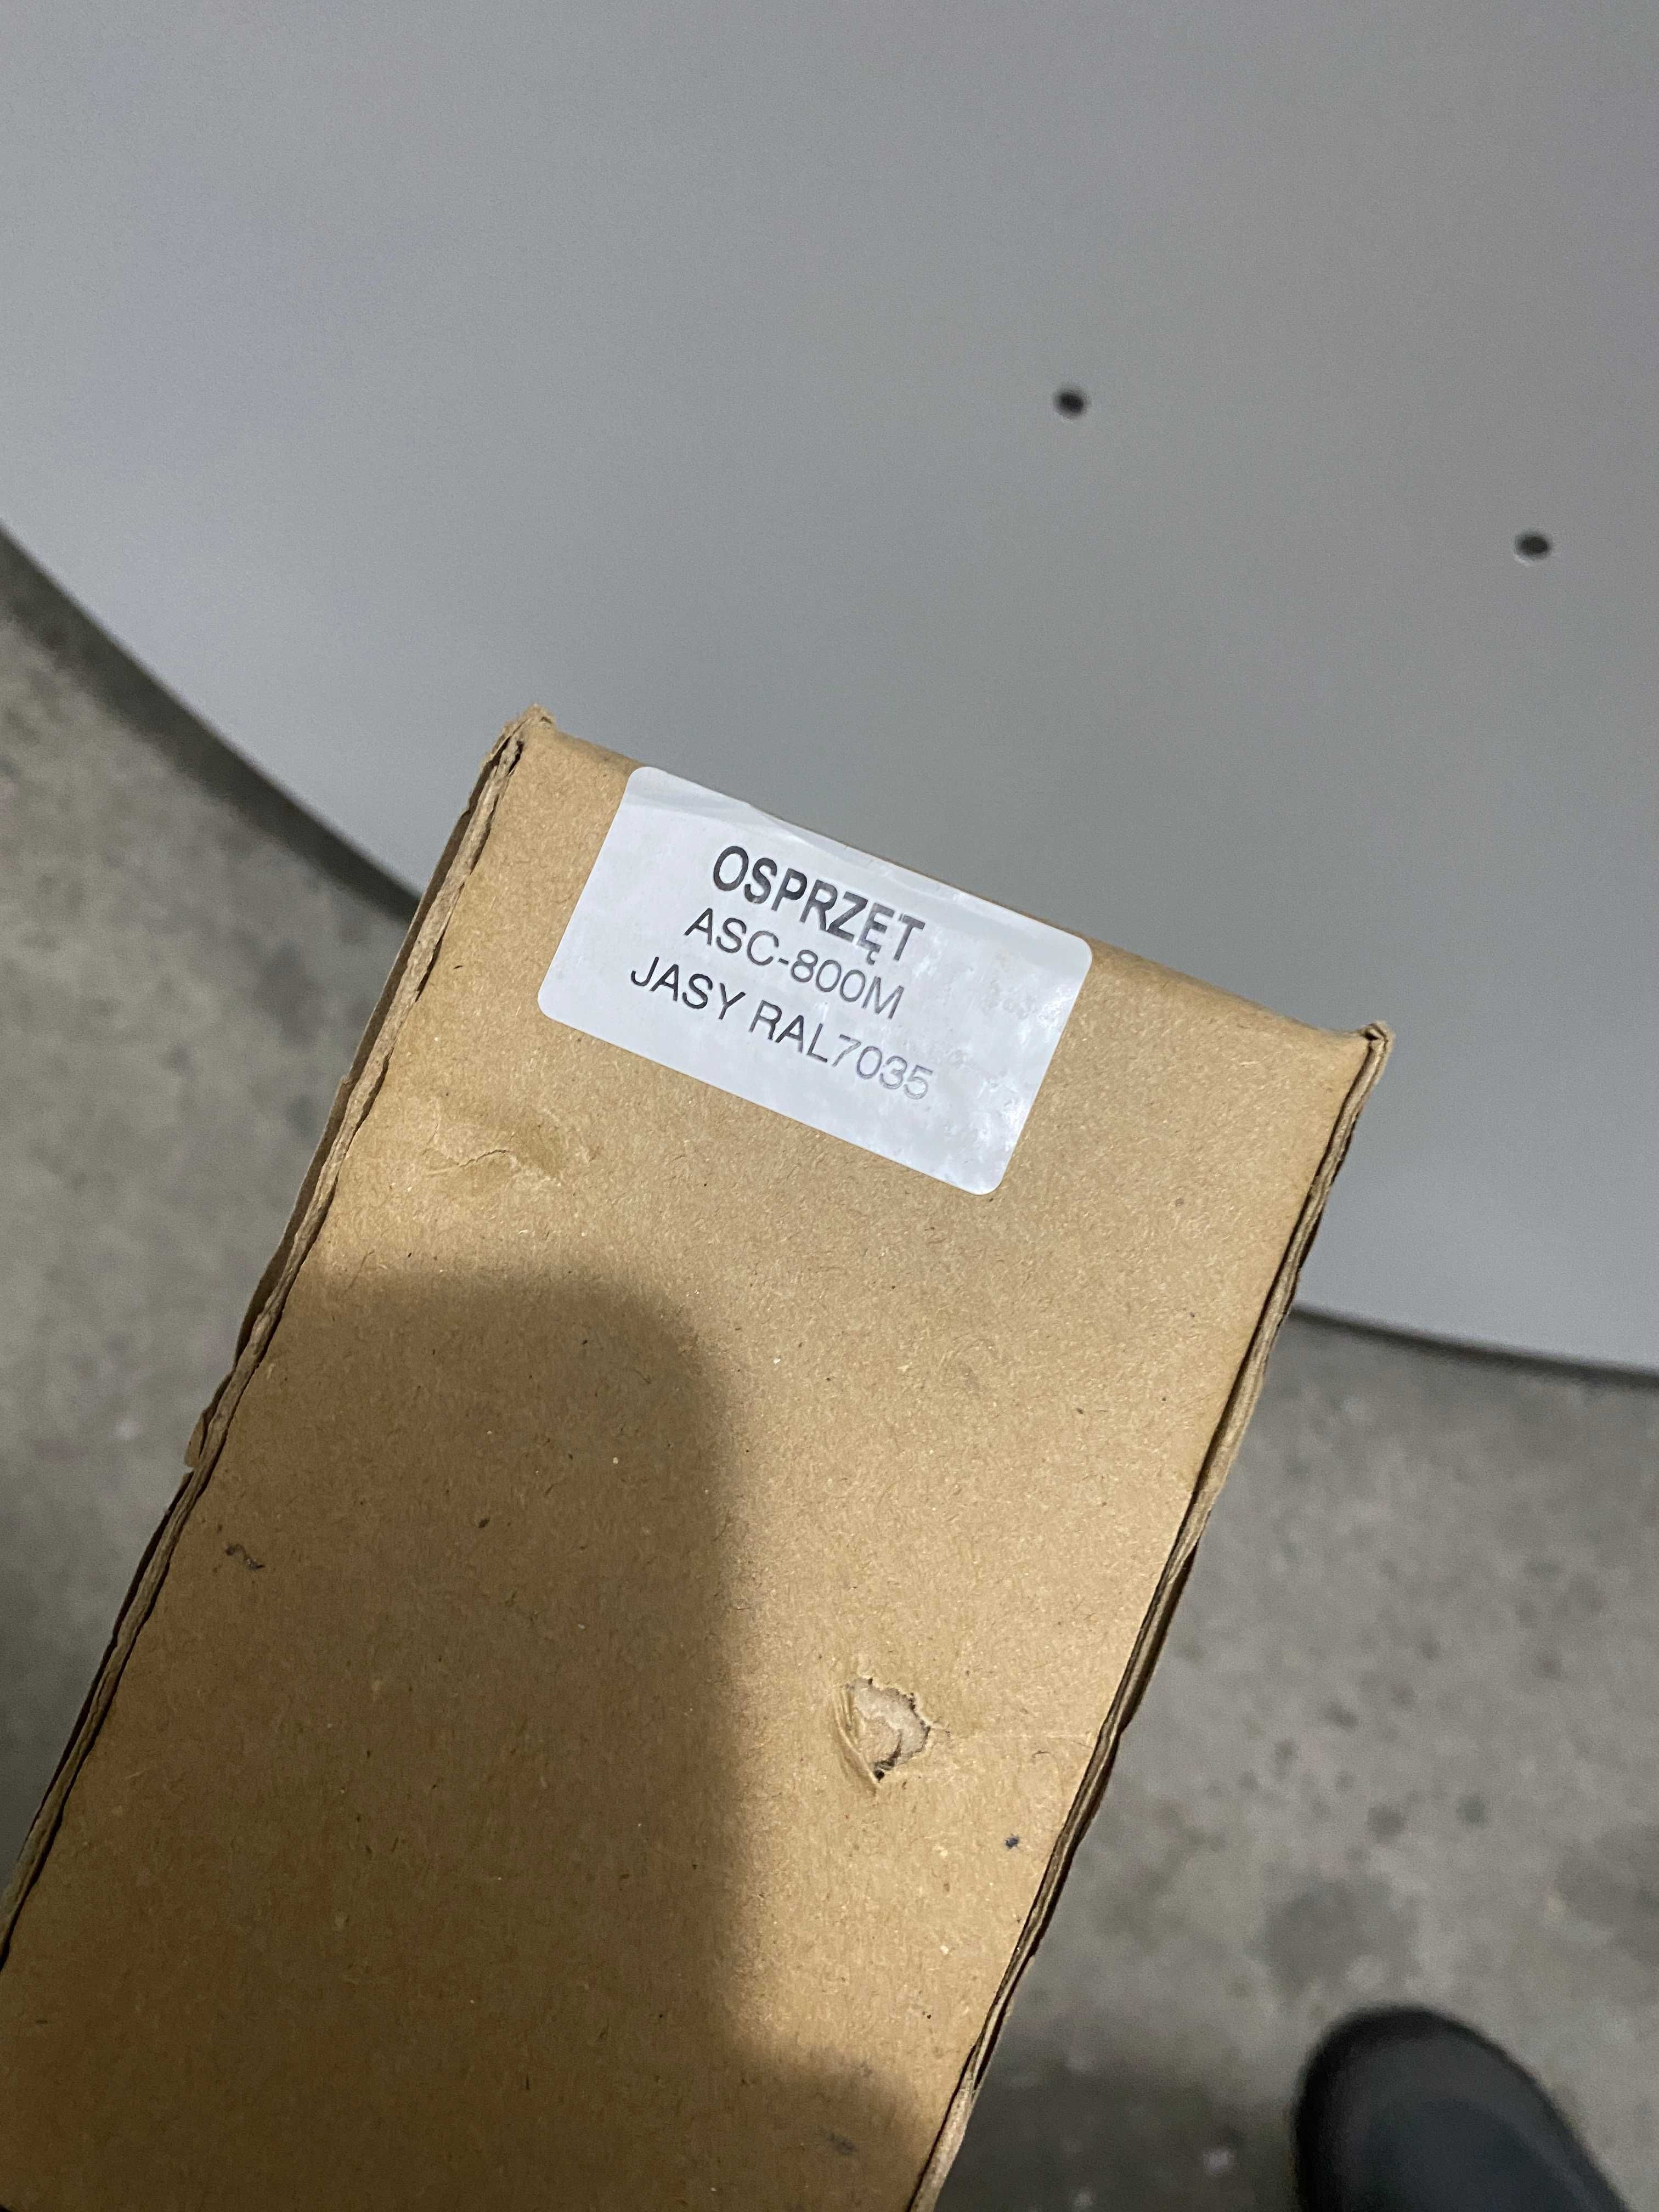 OSPRZĘT
ASC-800M
JASY RAL7035